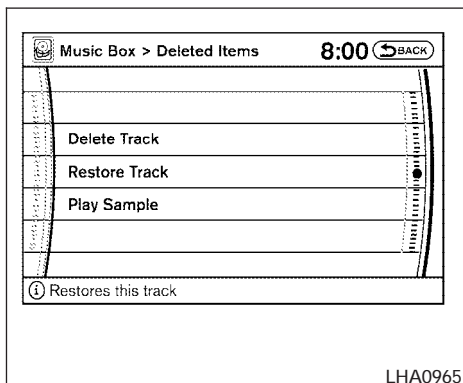 Music Box > Deleted Items 8:00 BACK
Delete Track
Restore Track
Play Sample
i Restores this track
LHA0965